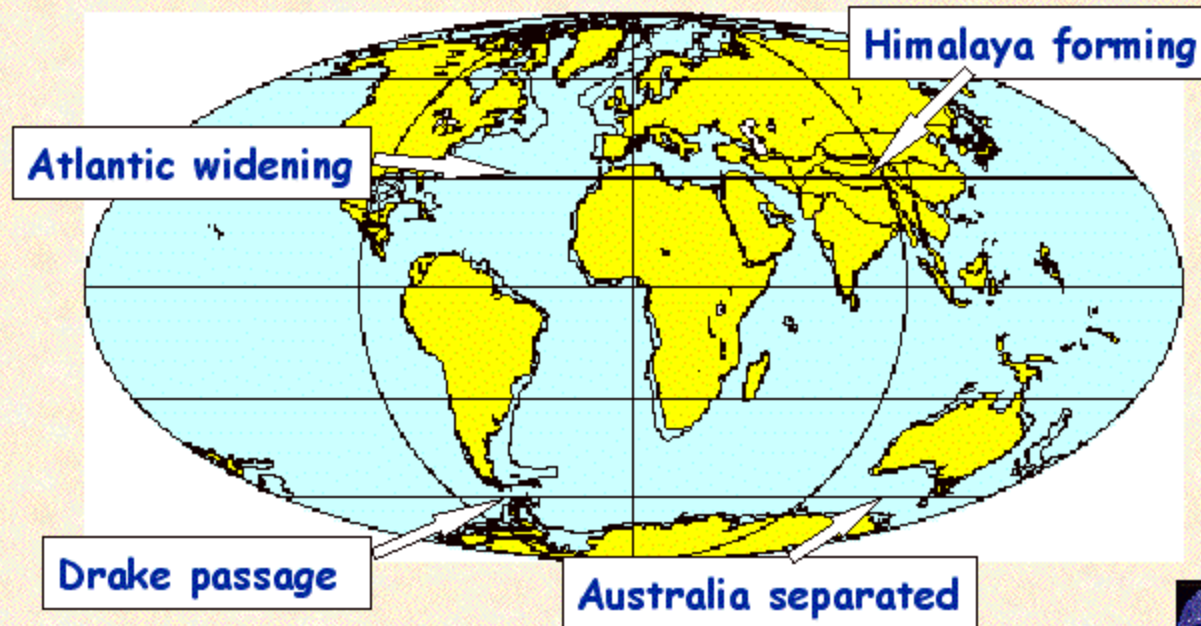 Himalaya forming
Atlantic widening
Drake passage
Australia separated